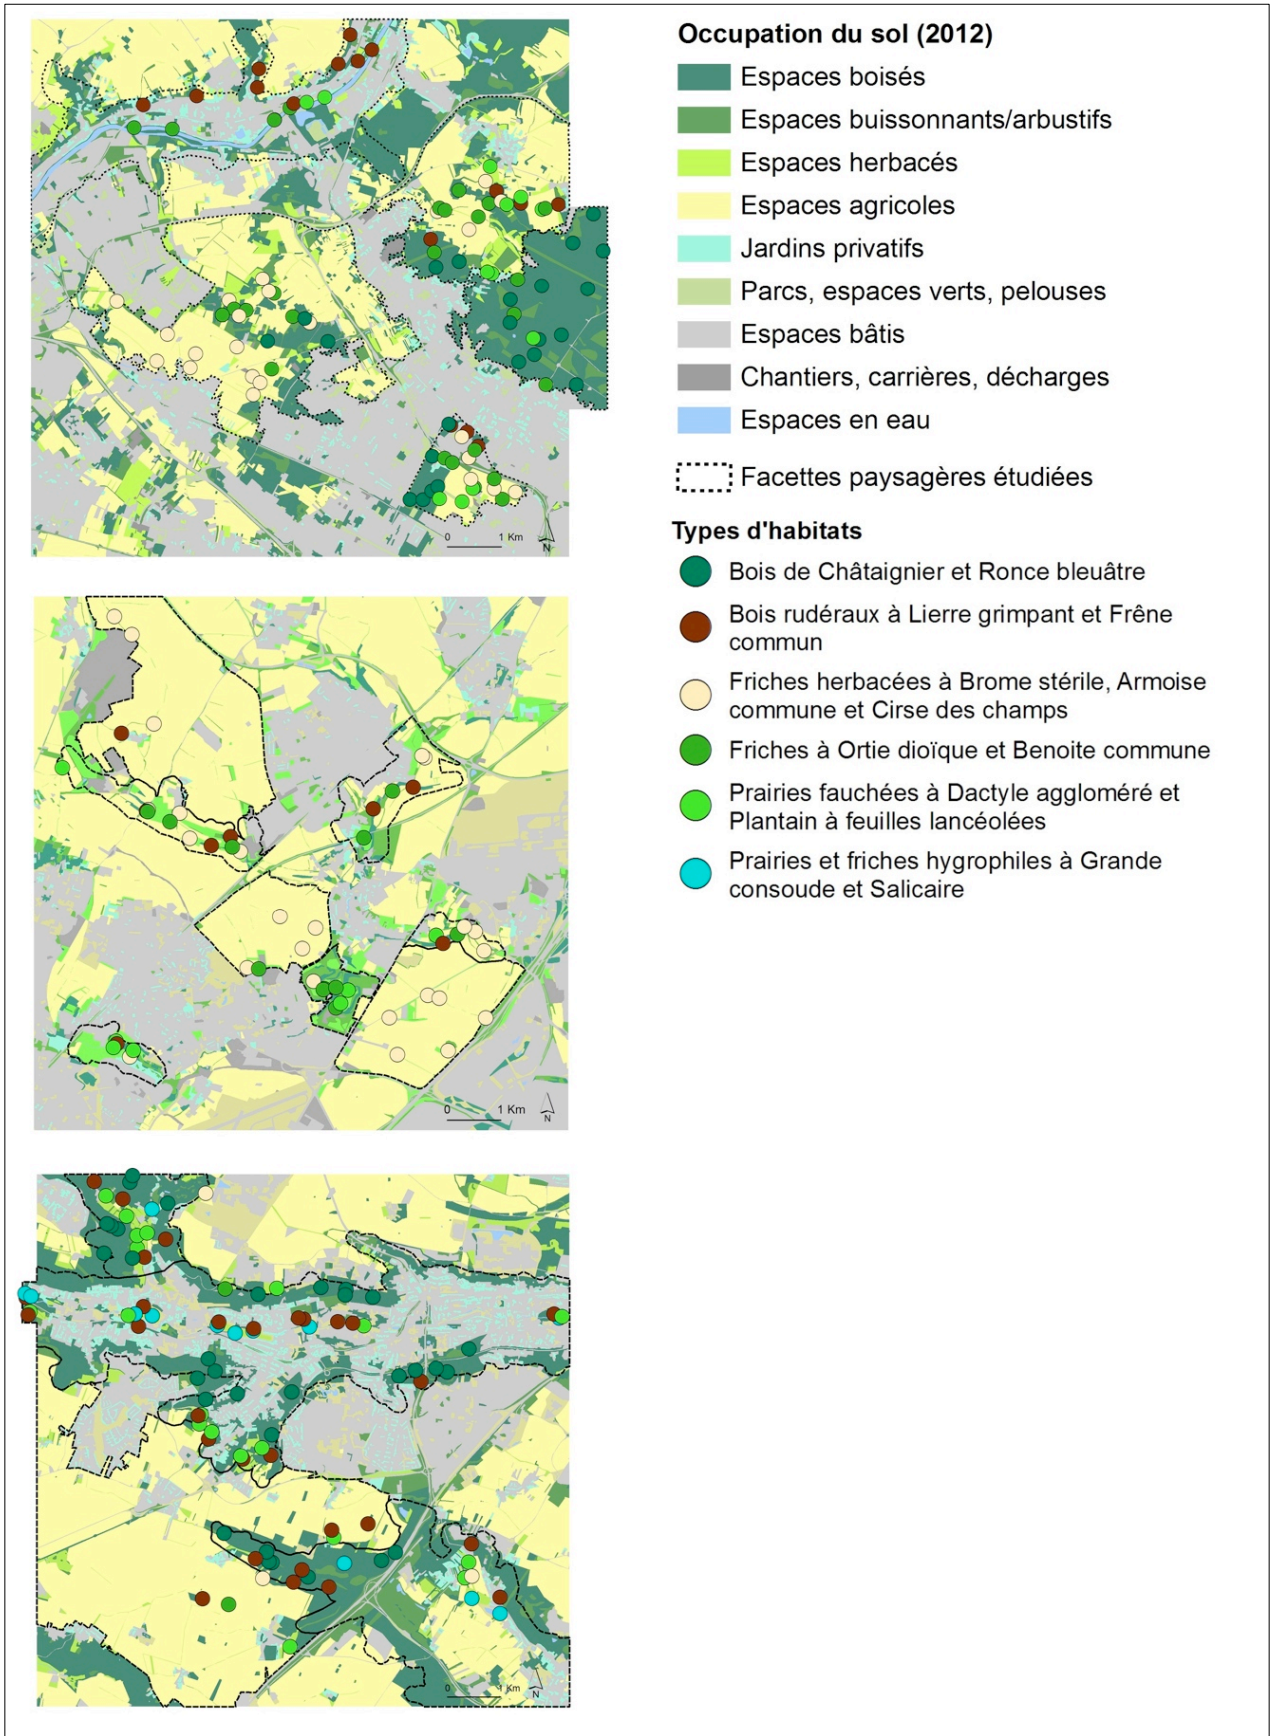 Occupation du sol (2012)
Espaces boisés
Espaces buissonnants/arbustifs
Espaces herbacés
Espaces agricoles
Jardins privatifs
Parcs, espaces verts, pelouses
Espaces bâtis
Chantiers, carrières, décharges
Espaces en eau
Facettes paysagères étudiées
Types d'habitats
Bois de Châtaignier et Ronce bleuâtre
Bois rudéraux à Lierre grimpant et Frêne
commun
Friches herbacées à Brome stérile, Armoise
commune et Cirse des champs
Friches à Ortie dioïque et Benoite commune
Prairies fauchées à Dactyle aggloméré et
Plantain à feuilles lancéolées
Prairies et friches hygrophiles à Grande
consoude et Salicaire
0 1 Km N
0 1 Km N
0 1 Km N